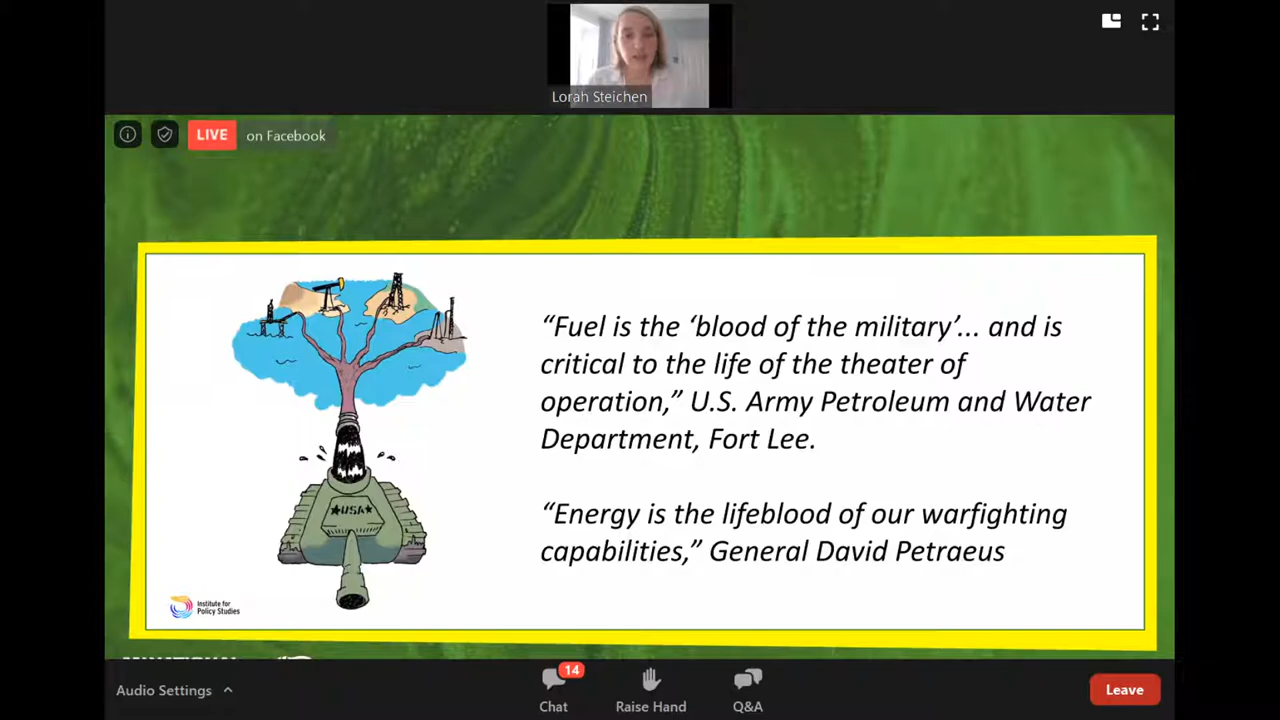 Lorah Steichen
LIVE on Facebook
“Fuel is the ‘blood of the military’... and is
critical to the life of the theater of
operation,” U.S. Army Petroleum and Water
Department, Fort Lee.
“Energy is the lifeblood of our warfighting
capabilities,” General David Petraeus
★USA★
Institute for
Policy Studies
Audio Settings
14
Chat
Raise Hand
Q&A
Leave